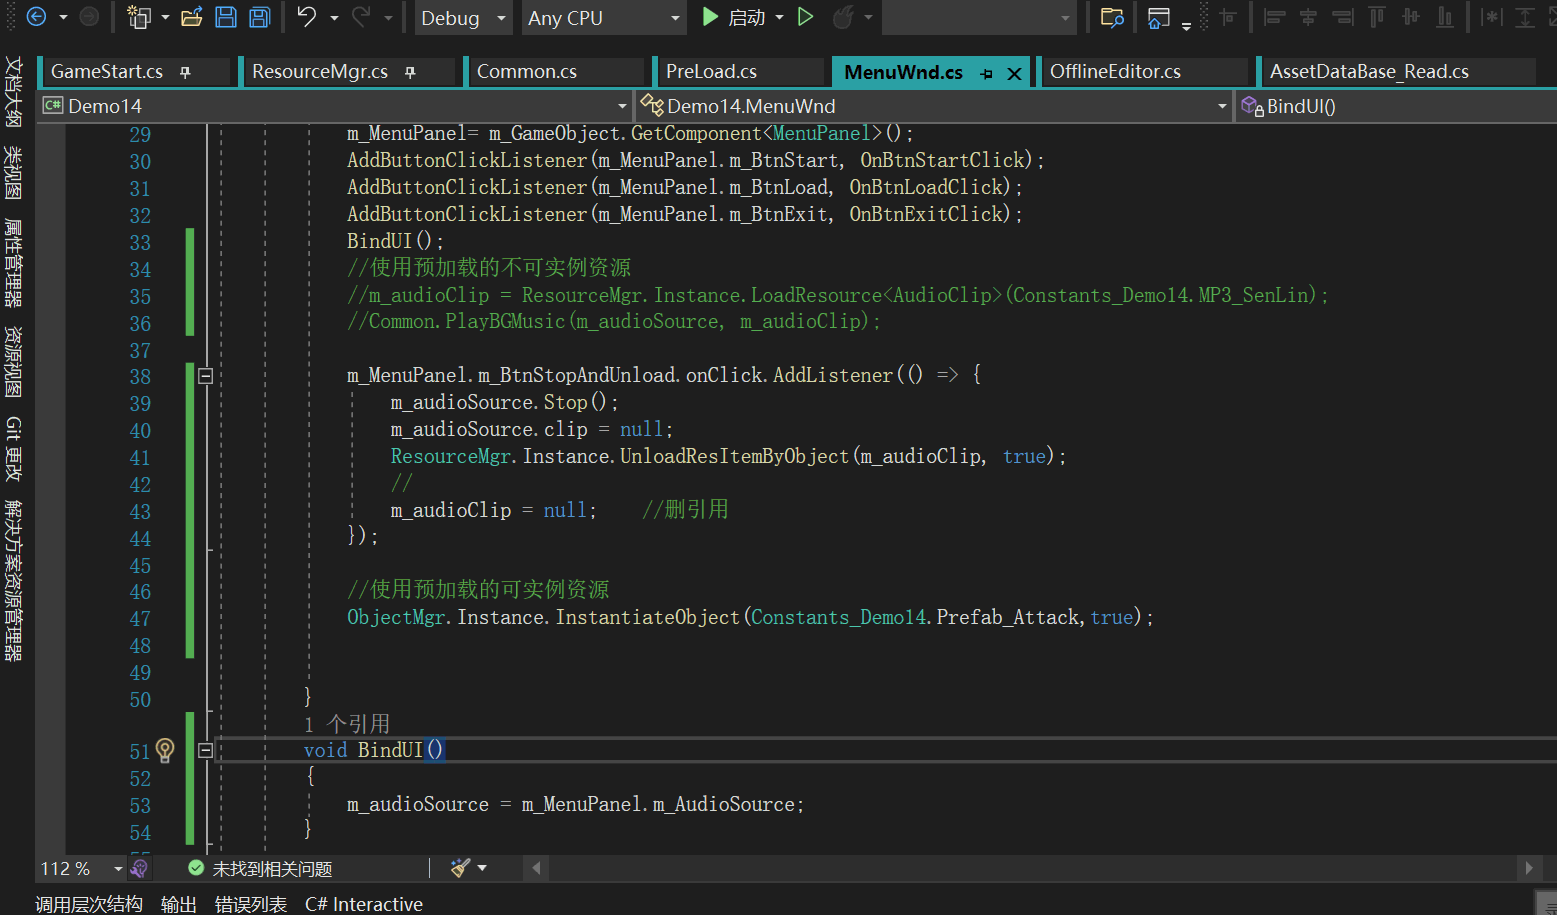 Debug Any CPU 启动
GameStart.cs ResourceMgr.cs Common.cs PreLoad.cs MenuWnd.cs OfflineEditor.cs AssetDataBase_Read.cs
C# Demo14 Demo14.MenuWnd BindUI()
文档大纲
类视图
属性管理器
资源视图
Git 更改
解决方案资源管理器
29 m_MenuPanel= m_GameObject.GetComponent<MenuPanel>();
30 AddButtonClickListener(m_MenuPanel.m_BtnStart, OnBtnStartClick);
31 AddButtonClickListener(m_MenuPanel.m_BtnLoad, OnBtnLoadClick);
32 AddButtonClickListener(m_MenuPanel.m_BtnExit, OnBtnExitClick);
33 BindUI();
34 //使用预加载的不可实例资源
35 //m_audioClip = ResourceMgr.Instance.LoadResource<AudioClip>(Constants_Demo14.MP3_SenLin);
36 //Common.PlayBGMusic(m_audioSource, m_audioClip);
37
38 m_MenuPanel.m_BtnStopAndUnload.onClick.AddListener(() => {
39 m_audioSource.Stop();
40 m_audioSource.clip = null;
41 ResourceMgr.Instance.UnloadResItemByObject(m_audioClip, true);
42 //
43 m_audioClip = null; //删引用
44 });
45
46 //使用预加载的可实例资源
47 ObjectMgr.Instance.InstantiateObject(Constants_Demo14.Prefab_Attack,true);
48
49
50 }
1 个引用
51 void BindUI()
52 {
53 m_audioSource = m_MenuPanel.m_AudioSource;
54 }
112 % 未找到相关问题
调用层次结构 输出 错误列表 C# Interactive